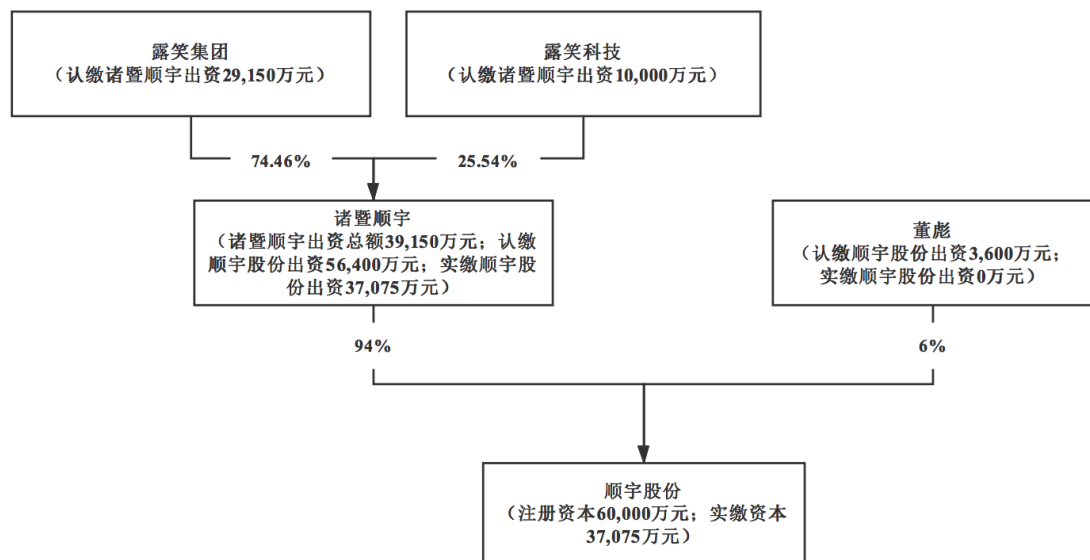 露笑集团
（认缴诸暨顺宇出资29,150万元）
露笑科技
（认缴诸暨顺宇出资10,000万元）
74.46%
25.54%
诸暨顺宇
（诸暨顺宇出资总额39,150万元；认缴
顺宇股份出资56,400万元；实缴顺宇股
份出资37,075万元）
董彪
（认缴顺宇股份出资3,600万元；
实缴顺宇股份出资0万元）
94%
6%
顺宇股份
（注册资本60,000万元；实缴资本
37,075万元）